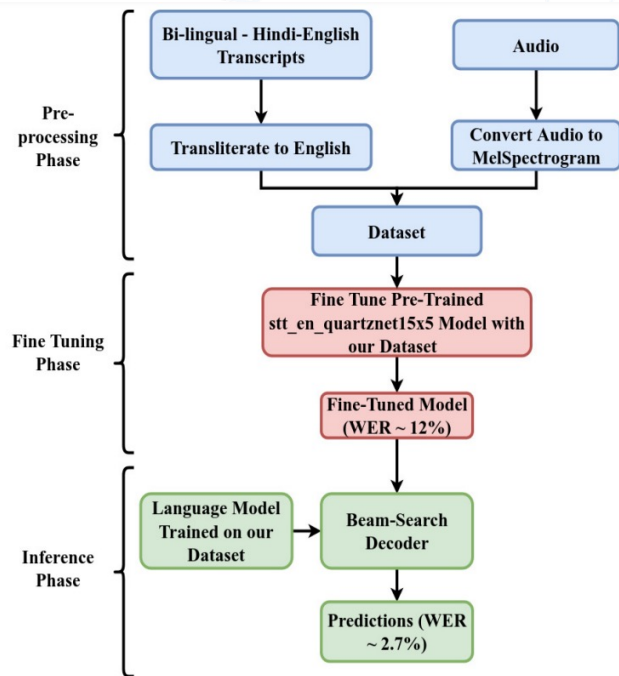 Bi-lingual - Hindi-English
Transcripts
Audio
Pre-
processing
Phase
Transliterate to English
Convert Audio to
MelSpectrogram
Dataset
Fine Tune Pre-Trained
stt_en_quartznet15x5 Model with
our Dataset
Fine Tuning
Phase
Fine-Tuned Model
(WER ~ 12%)
Language Model
Trained on our
Dataset
Beam-Search
Decoder
Inference
Phase
Predictions (WER
~ 2.7%)